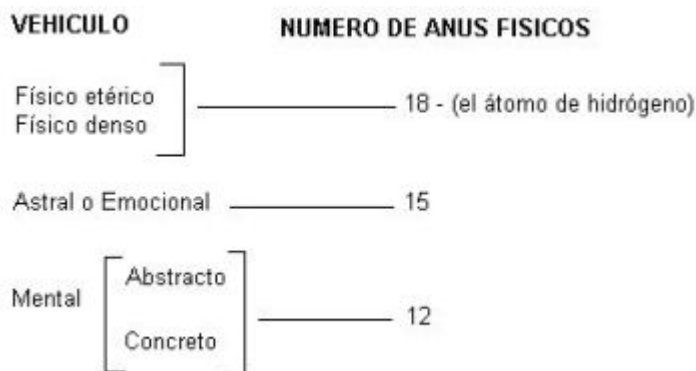 VEHICULO NUMERO DE ANUS FISICOS
Físico etérico
Físico denso
18 - (el átomo de hidrógeno)
Astral o Emocional 15
Abstracto
Mental
12
Concreto